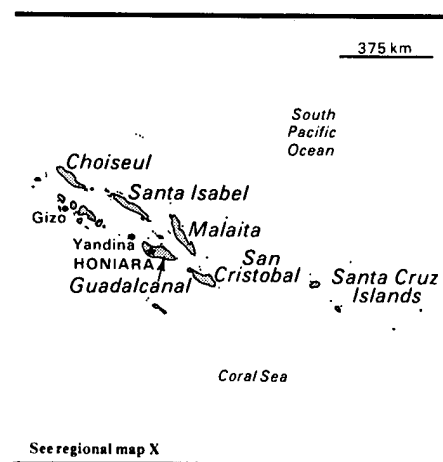 375 km
South
Pacific
Ocean
Choiseul
Santa Isabel
Gizo
Malaita
Yandina
HONIARA
Guadalcanal
San
Cristobal
Santa Cruz
Islands
Coral Sea
See regional map X